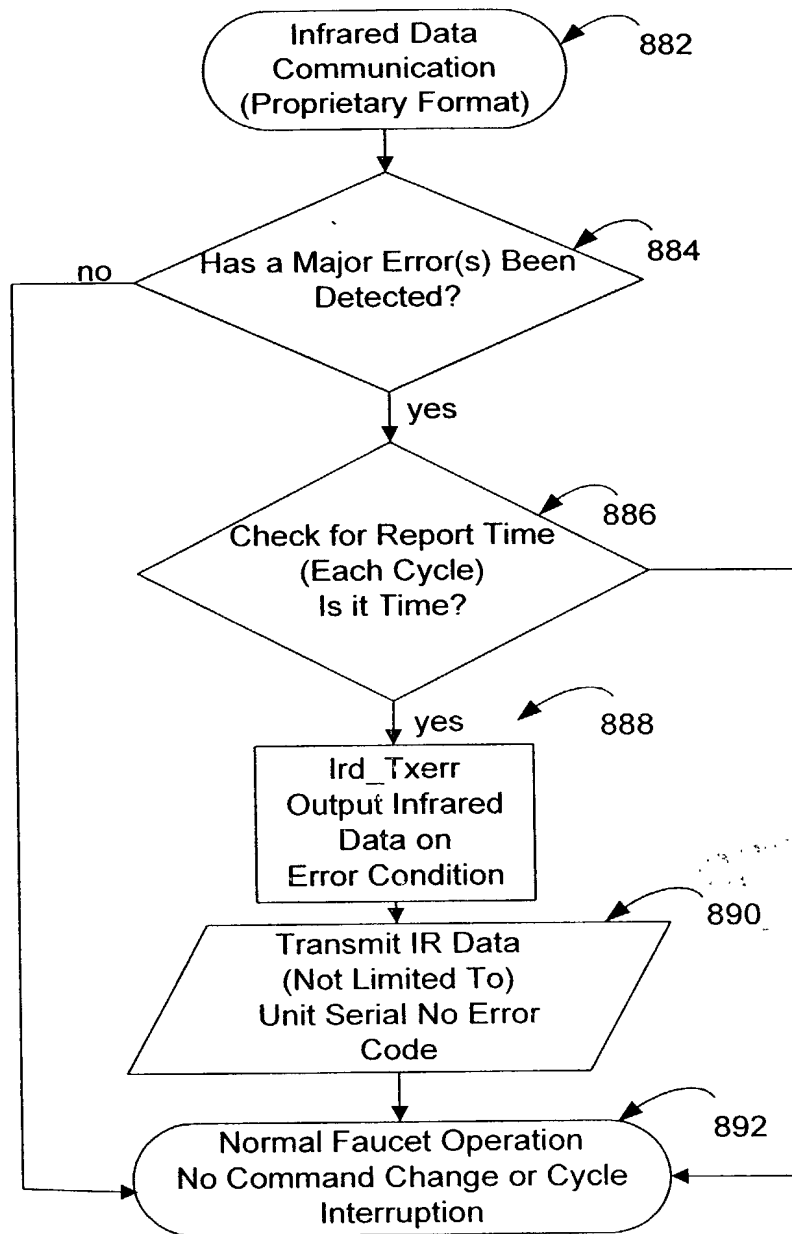 Infrared Data
Communication
(Proprietary Format)
882
Has a Major Error(s) Been
Detected?
884
no
yes
Check for Report Time
(Each Cycle)
Is it Time?
886
yes
888
Ird_Txerr
Output Infrared
Data on
Error Condition
Transmit IR Data
(Not Limited To)
Unit Serial No Error
Code
890
Normal Faucet Operation
No Command Change or Cycle
Interruption
892